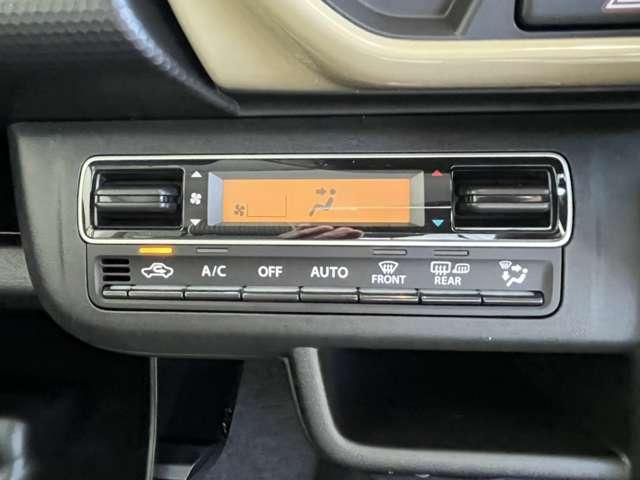 A/C OFF AUTO FRONT REAR